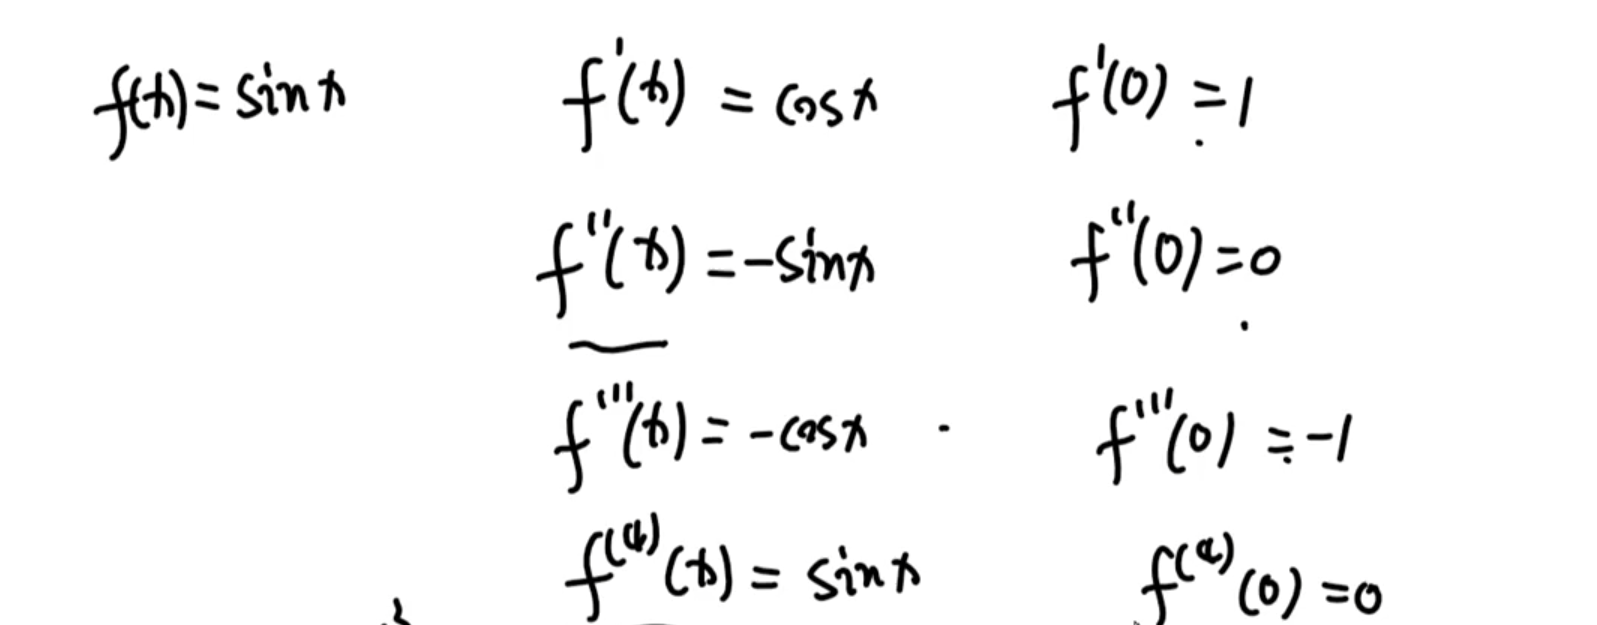 f(x) = sin x f'(x) = cos x f'(0) = 1
f''(x) = -sin x f''(0) = 0
f'''(x) = -cos x f'''(0) = -1
f^(4)(x) = sin x f^(4)(0) = 0